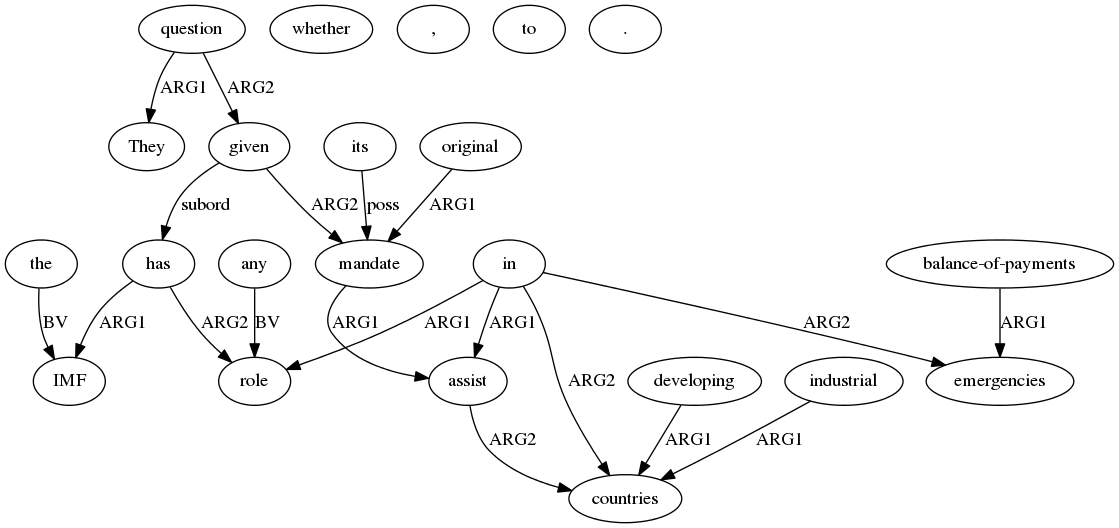 question whether , to .
ARG1 ARG2
They given its original
subord ARG2 poss ARG1
the has any mandate in balance-of-payments
BV ARG1 ARG2 BV ARG1 ARG1 ARG1 ARG2 ARG1
IMF role assist developing industrial emergencies
ARG2
ARG2 ARG1 ARG1
countries